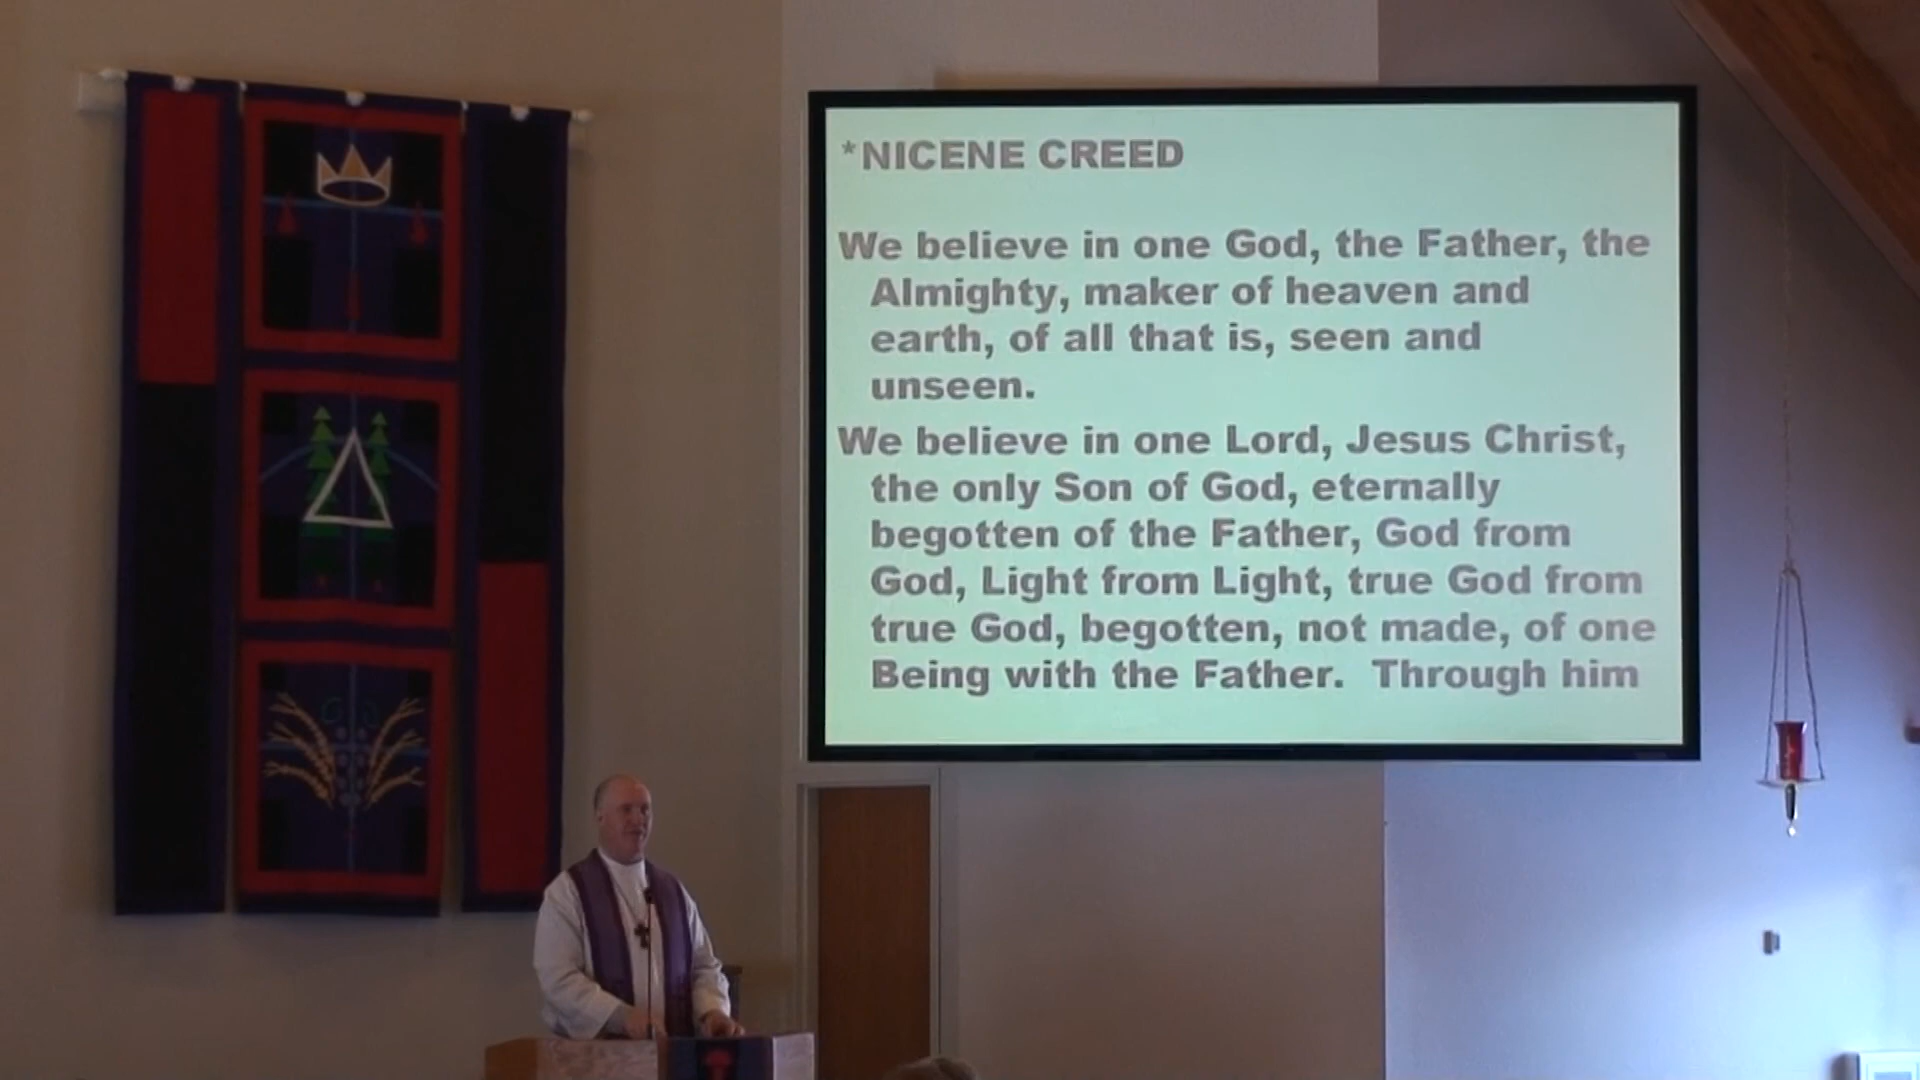 *NICENE CREED
We believe in one God, the Father, the
Almighty, maker of heaven and
earth, of all that is, seen and
unseen.
We believe in one Lord, Jesus Christ,
the only Son of God, eternally
begotten of the Father, God from
God, Light from Light, true God from
true God, begotten, not made, of one
Being with the Father.  Through him